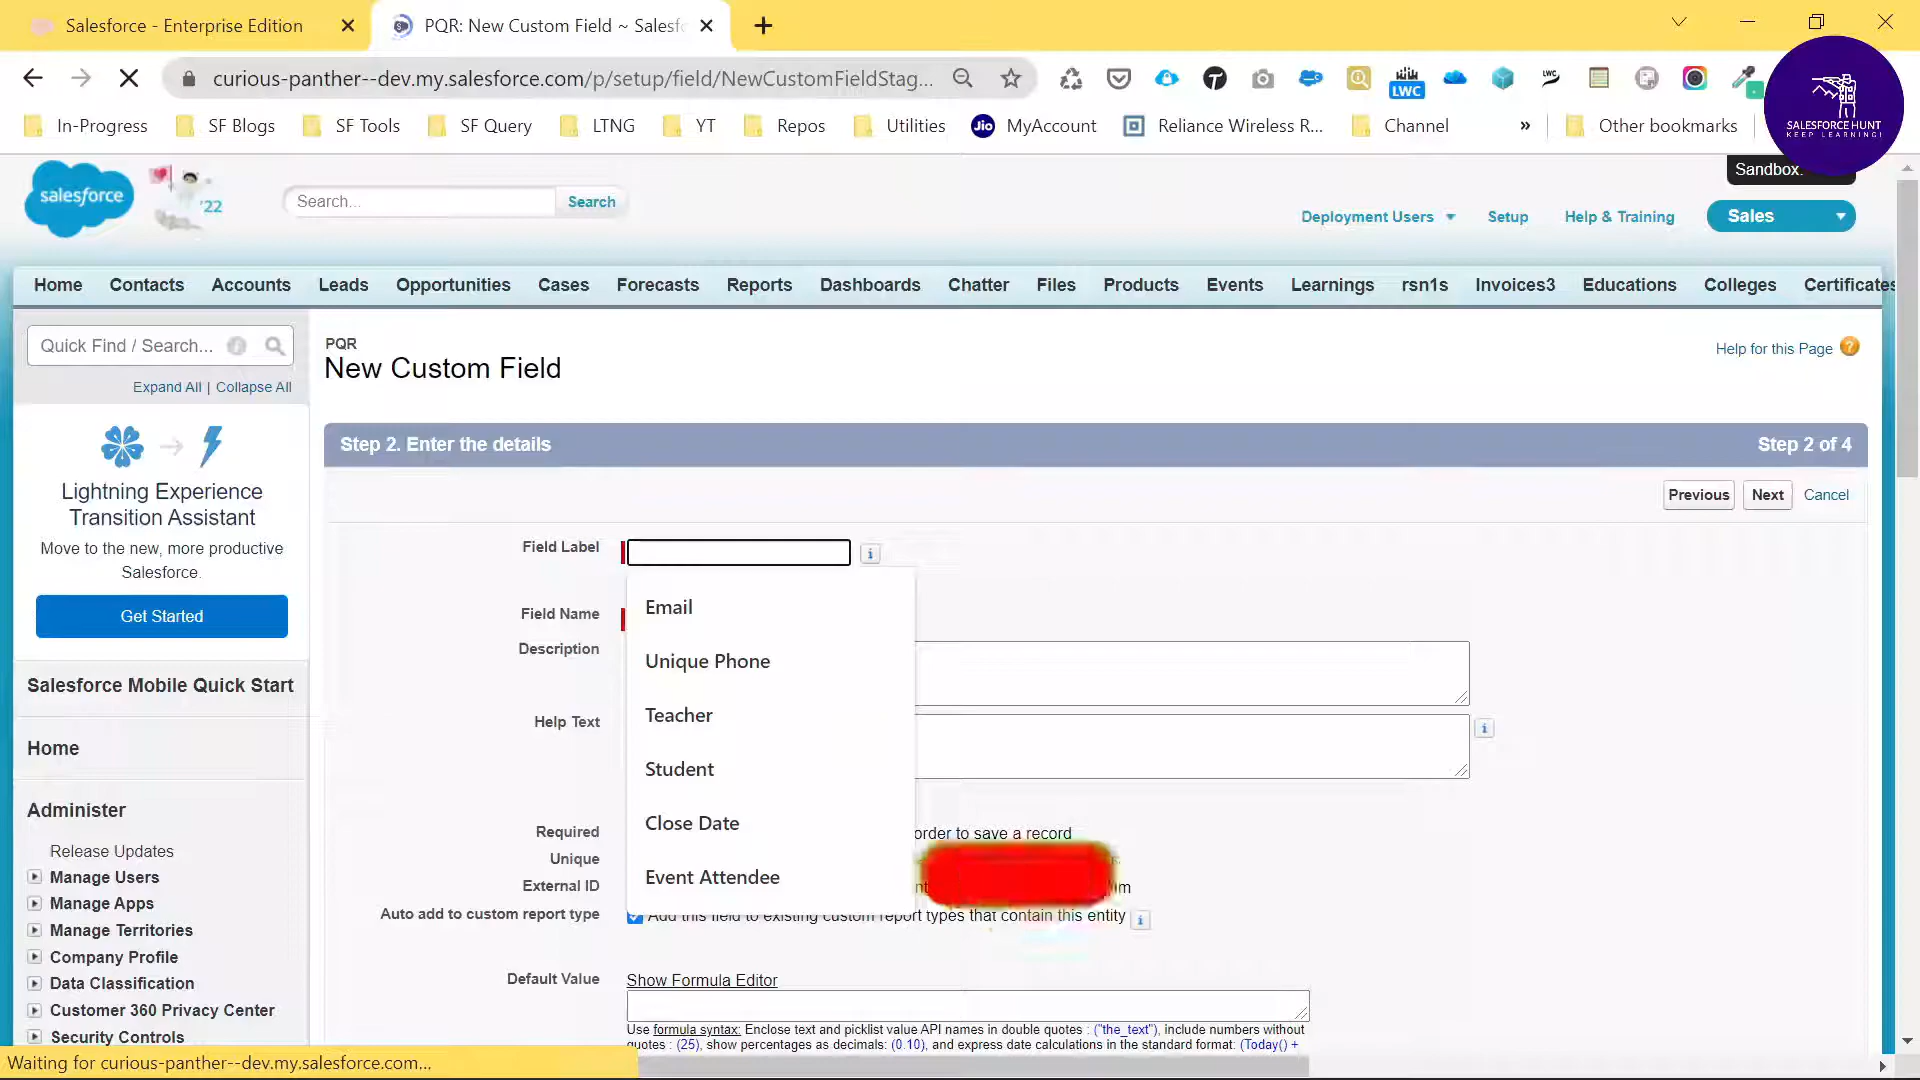 Salesforce - Enterprise Edition
PQR: New Custom Field ~ Salesf
curious-panther--dev.my.salesforce.com/p/setup/field/NewCustomFieldStag...
LWC
LWC
In-Progress
SF Blogs
SF Tools
SF Query
LTNG
YT
Repos
Utilities
Jio
MyAccount
Reliance Wireless R...
Channel
»
Other bookmarks
SALESFORCE HUNT
KEEP LEARNING!
Sandbox:
salesforce
'22
Search...
Search
Deployment Users
Setup
Help & Training
Sales
Home
Contacts
Accounts
Leads
Opportunities
Cases
Forecasts
Reports
Dashboards
Chatter
Files
Products
Events
Learnings
rsn1s
Invoices3
Educations
Colleges
Certificates
Quick Find / Search...
Expand All | Collapse All
Lightning Experience
Transition Assistant
Move to the new, more productive
Salesforce.
Get Started
Salesforce Mobile Quick Start
Home
Administer
Release Updates
Manage Users
Manage Apps
Manage Territories
Company Profile
Data Classification
Customer 360 Privacy Center
Security Controls
PQR
New Custom Field
Help for this Page
Step 2. Enter the details
Step 2 of 4
Previous
Next
Cancel
Field Label
Email
Unique Phone
Teacher
Student
Close Date
Event Attendee
Field Name
Description
Help Text
Required
order to save a record
Unique
External ID
Auto add to custom report type
Add this field to existing custom report types that contain this entity
Default Value
Show Formula Editor
Use formula syntax: Enclose text and picklist value API names in double quotes : ("the_text"), include numbers without
quotes : (25), show percentages as decimals: (0.10), and express date calculations in the standard format: (Today() +
Waiting for curious-panther--dev.my.salesforce.com...